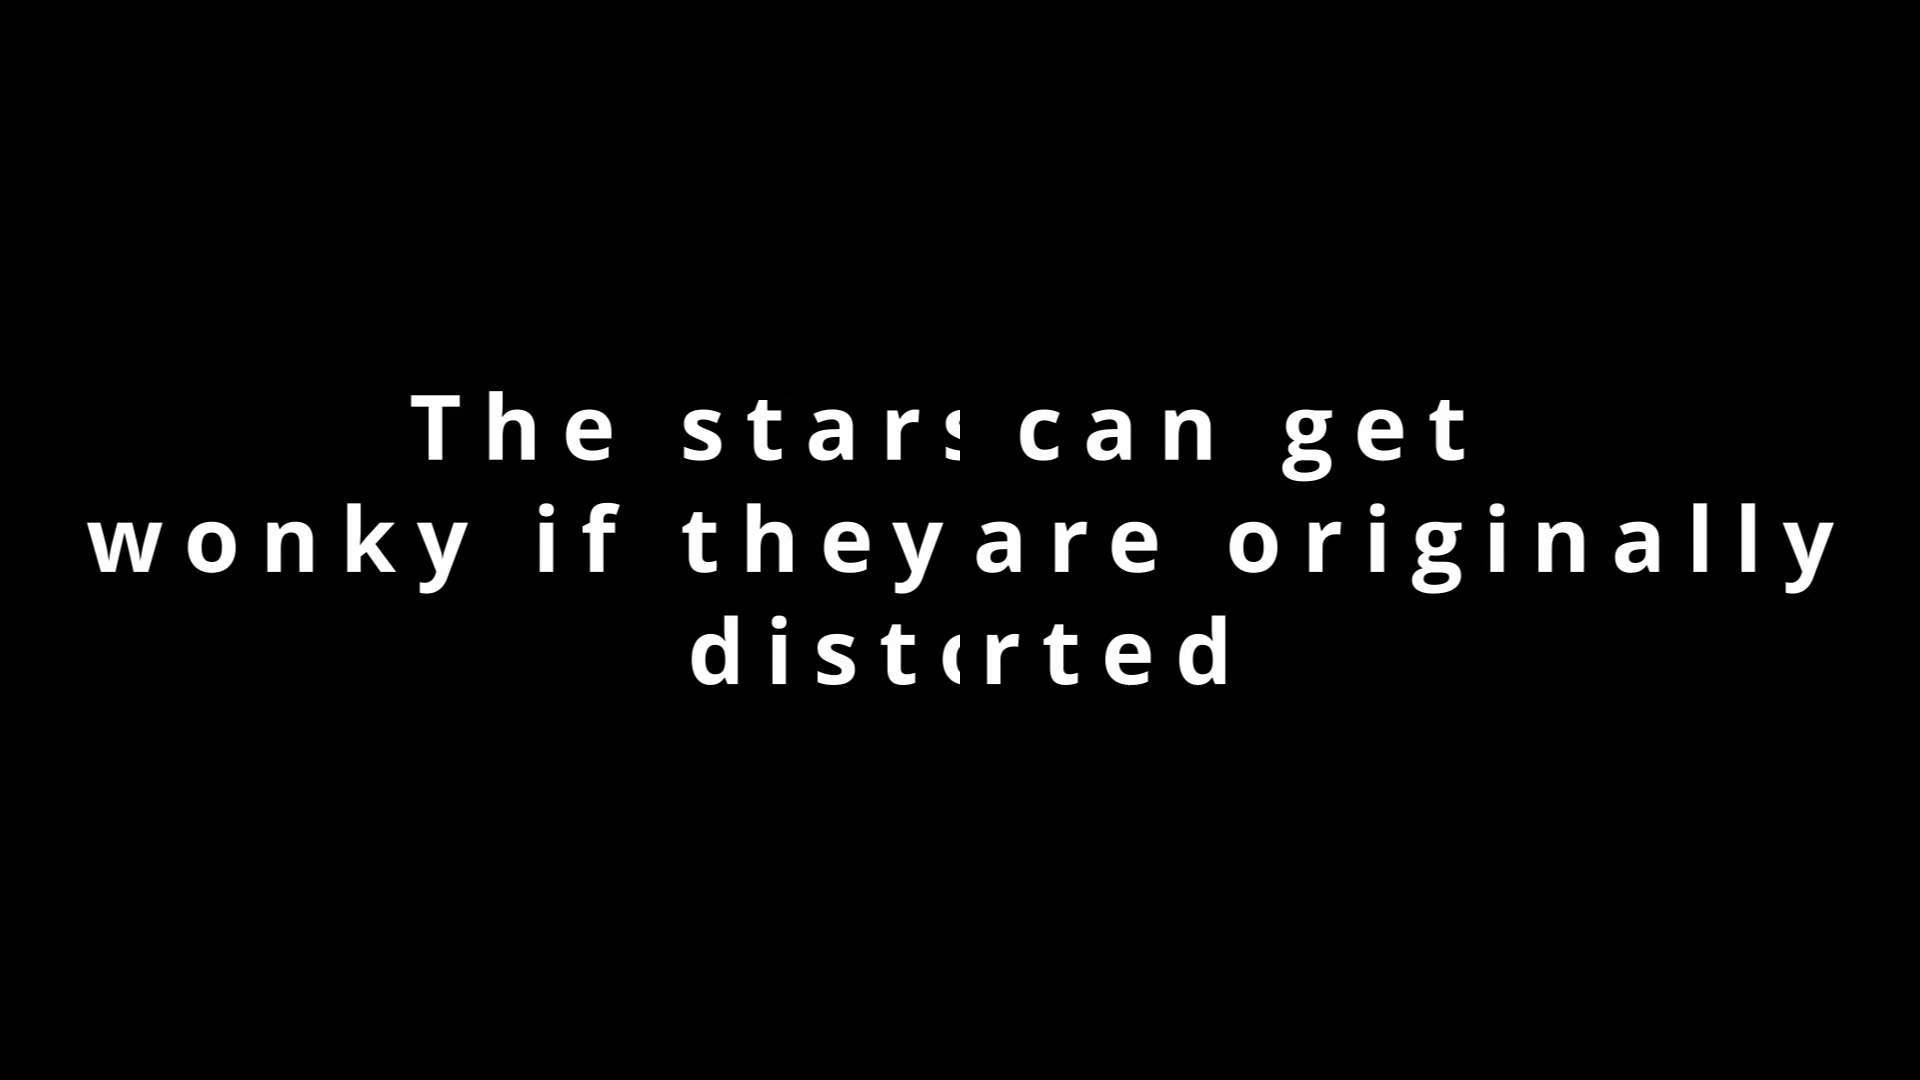 The stars can get
wonky if they are originally
distorted